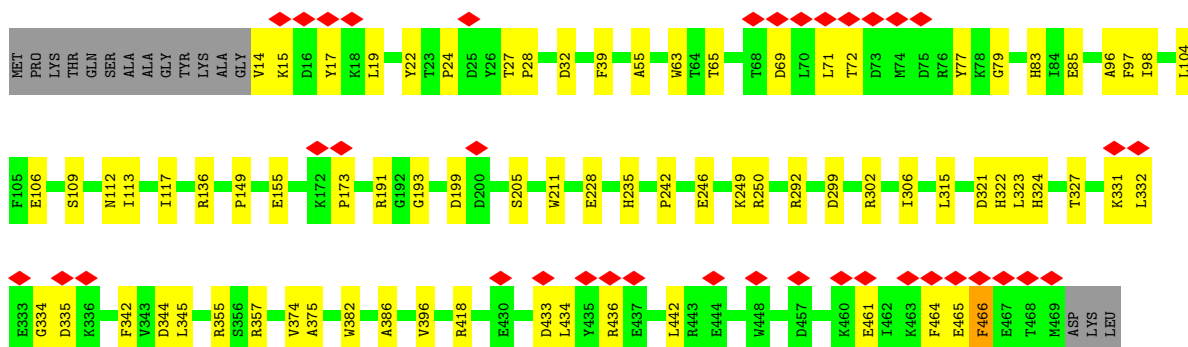 MET PRO LYS THR GLN SER ALA ALA GLY TYR LYS ALA GLY V14 K15 D16 Y17 K18 L19 Y22 T23 P24 D25 Y26 T27 P28 D32 F39 A55 W63 T64 T65 T68 D69 L70 L71 T72 D73 M74 D75 R76 Y77 K78 G79 H83 I84 E85 A96 F97 I98 L104
F105 E106 S109 N112 I113 I117 R136 P149 E155 K172 P173 R191 G192 G193 D199 D200 S205 W211 E228 H235 P242 E246 K249 R250 R292 D299 R302 I306 L315 D321 H322 L323 H324 T327 K331 L332
E333 G334 D335 K336 F342 V343 D344 L345 R355 S356 R357 V374 A375 W382 A386 V396 R418 E430 D433 L434 Y435 R436 E437 L442 R443 E444 W448 D457 K460 E461 I462 K463 F464 E465 F466 E467 T468 M469 ASP LYS LEU